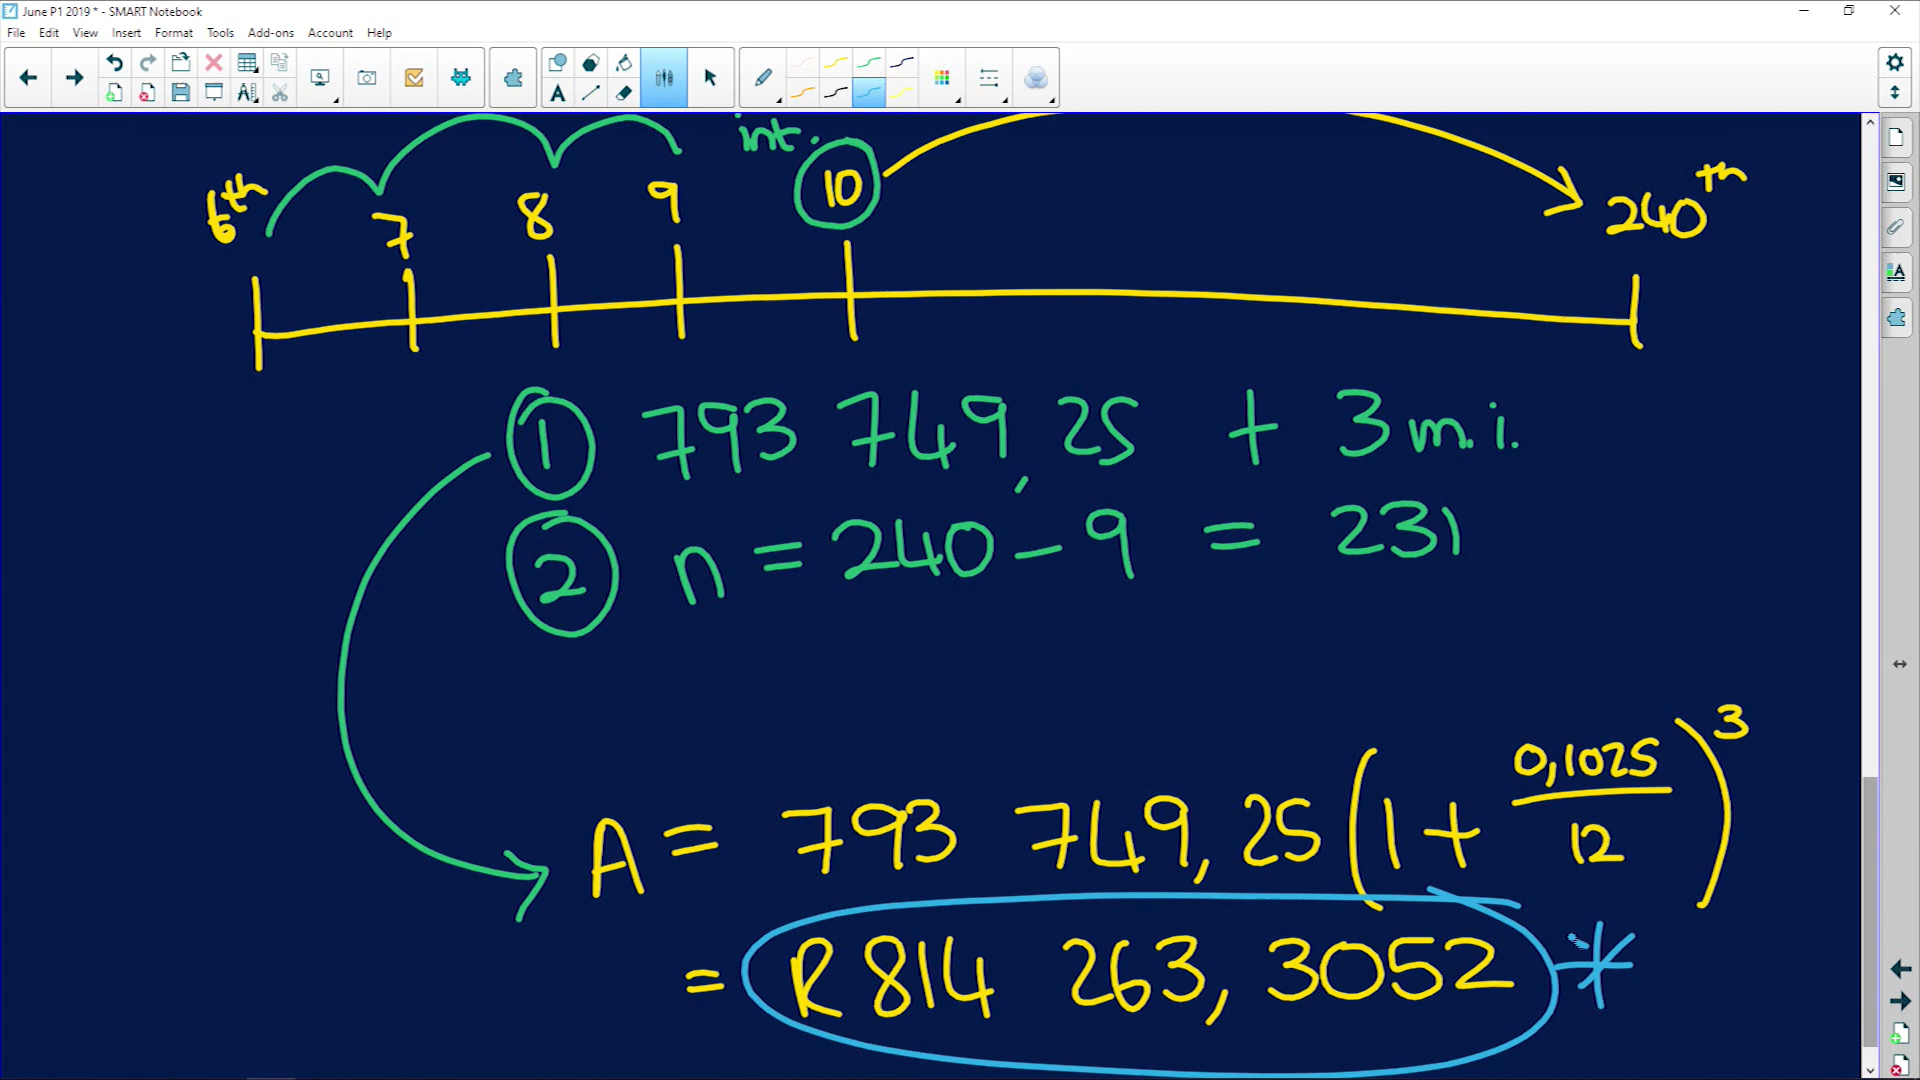 June P1 2019 * - SMART Notebook
File Edit View Insert Format Tools Add-ons Account Help
int.
6th 7 8 9 10 240th
1 793 749,25 + 3 m.i.
2 n = 240 - 9 = 231
A = 793 749,25 (1 + 0,1025/12)^3
= R 814 263,3052 *